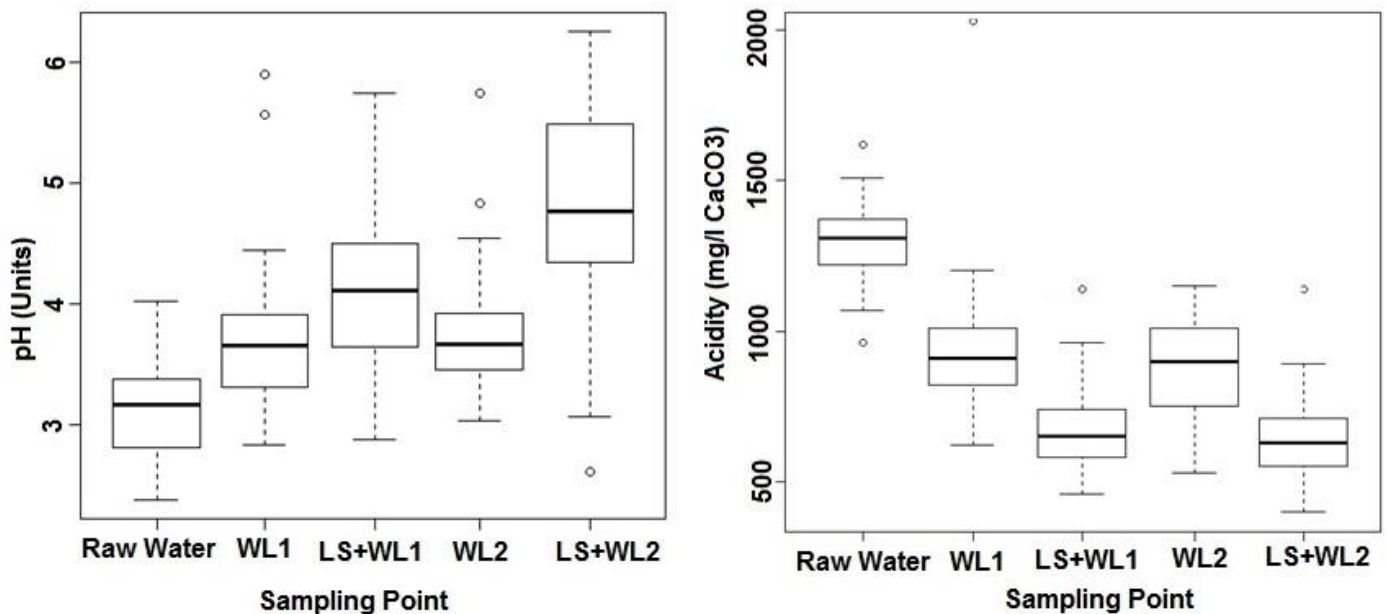 pH (Units)
6
5
4
3
Raw Water WL1 LS+WL1 WL2 LS+WL2
Sampling Point
Acidity (mg/l CaCO3)
2000
1500
1000
500
Raw Water WL1 LS+WL1 WL2 LS+WL2
Sampling Point